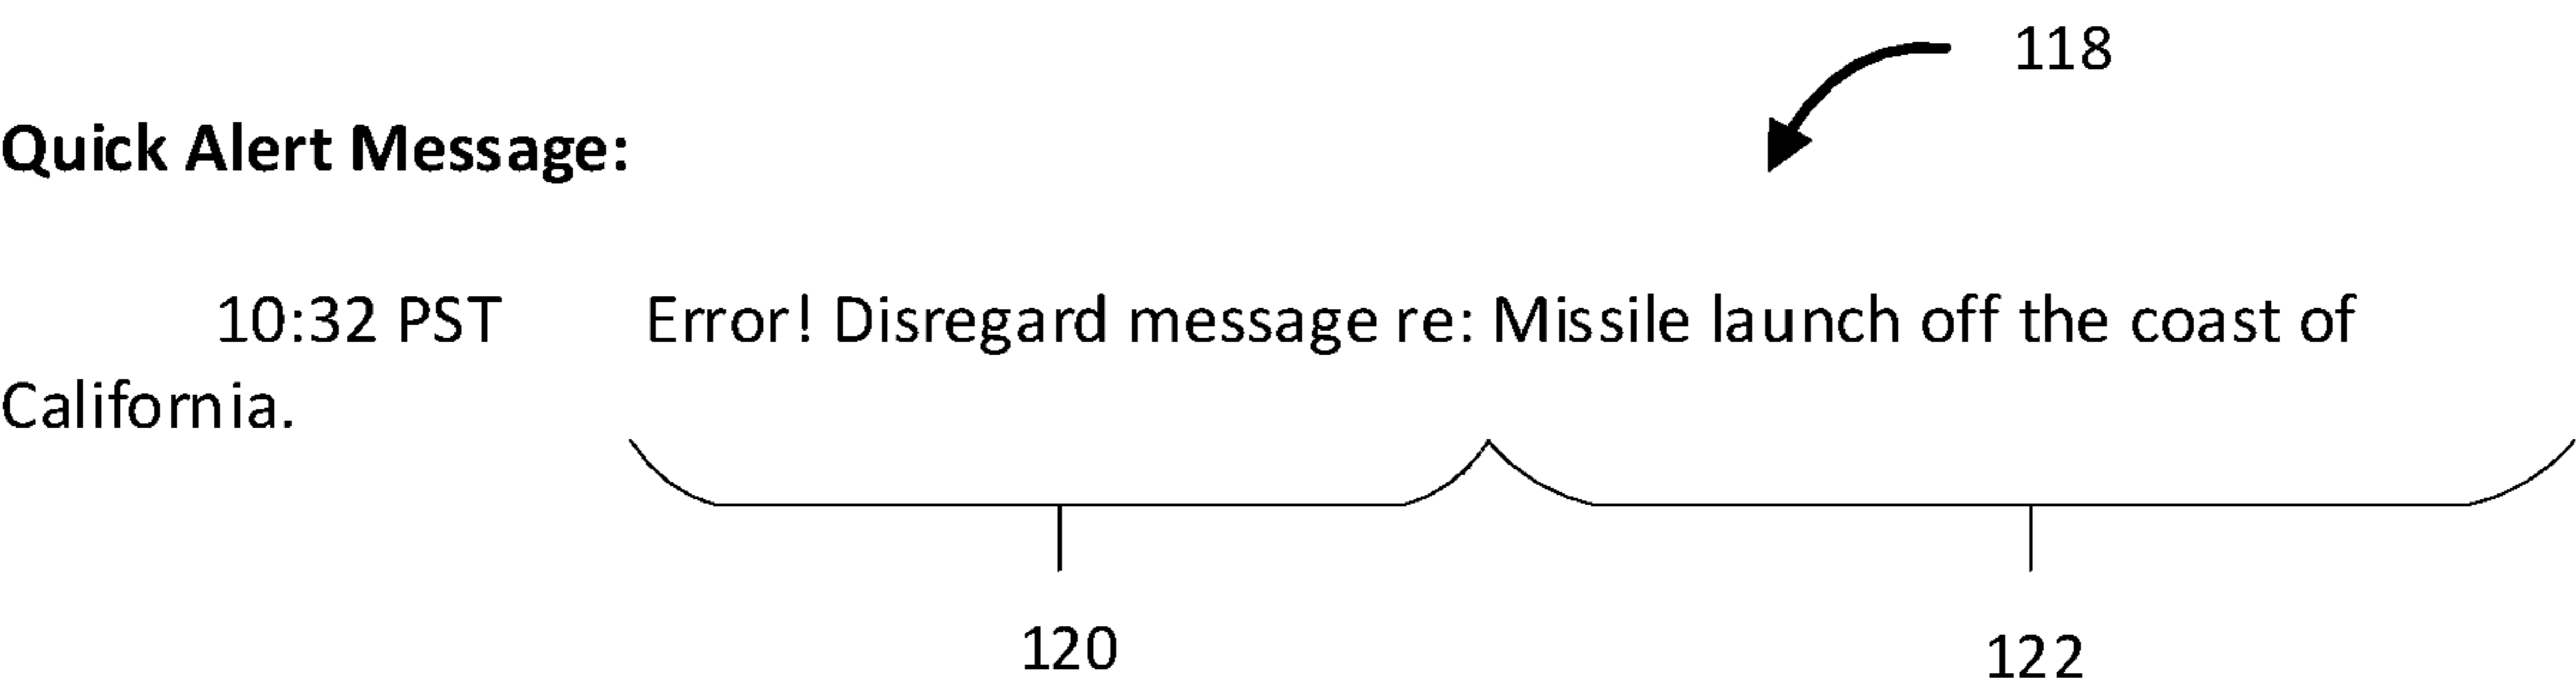 118
Quick Alert Message:
10:32 PST Error! Disregard message re: Missile launch off the coast of
California.
120
122